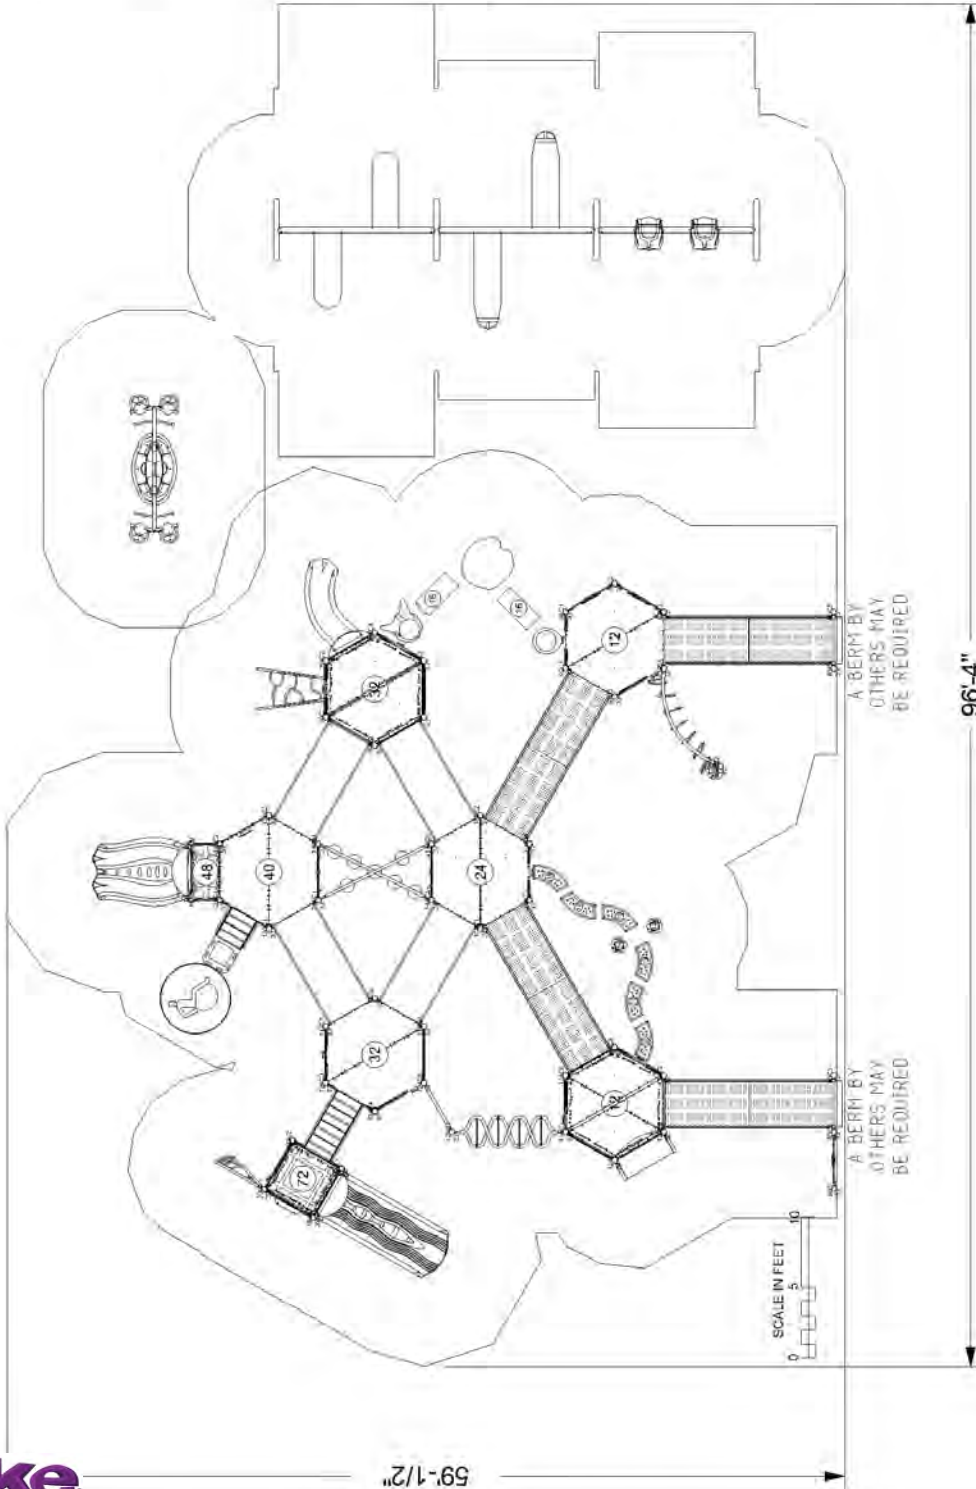 32
16
16
12
48
40
24
32
12
72
A BERM BY
OTHERS MAY
BE REQUIRED
A BERM BY
OTHERS MAY
BE REQUIRED
SCALE IN FEET
0 5 10
96'-4"
59'-1/2"
ke